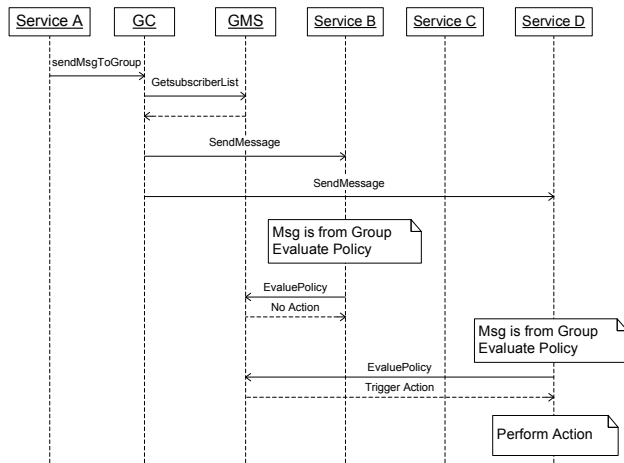 Service A GC GMS Service B Service C Service D
sendMsgToGroup
GetsubscriberList
SendMessage
SendMessage
Msg is from Group
Evaluate Policy
EvaluePolicy
No Action
Msg is from Group
Evaluate Policy
EvaluePolicy
Trigger Action
Perform Action